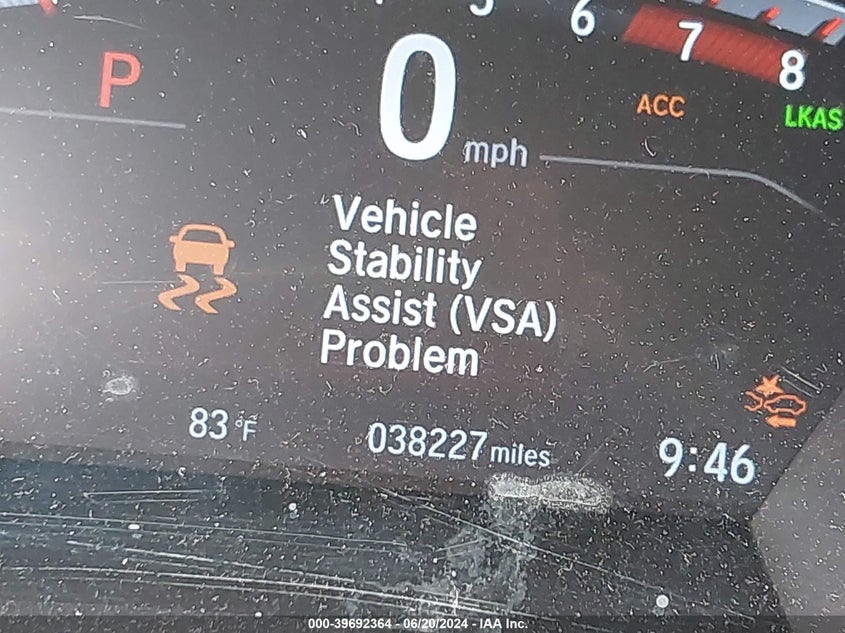 5 6 7 8
P
0 mph
ACC
LKAS
Vehicle
Stability
Assist (VSA)
Problem
83 °F
038227 miles
9:46
000-39692364 - 06/20/2024 - IAA Inc.